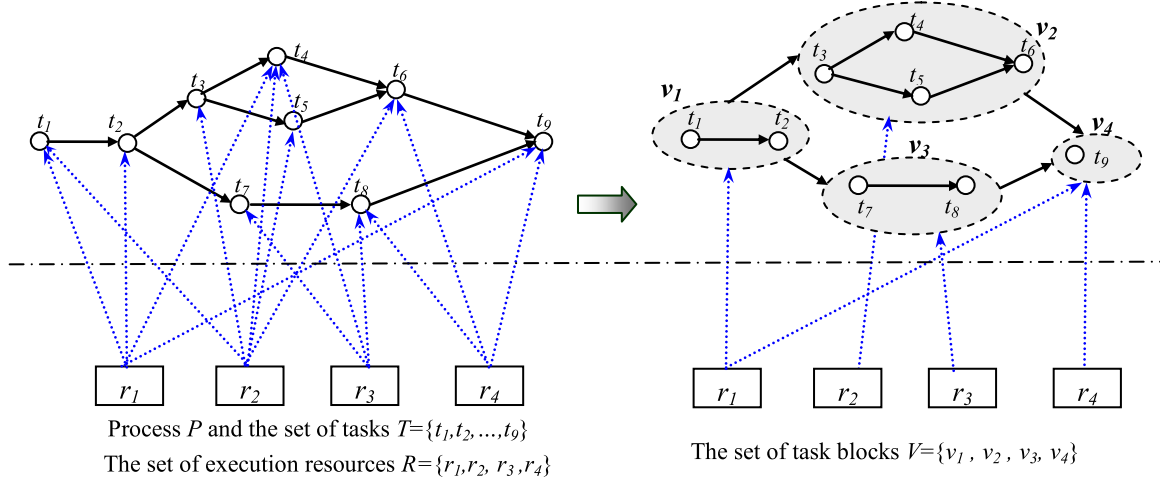 t4
t3
t6
t5
t1
t2
t9
t7
t8
r1
r2
r3
r4
Process P and the set of tasks T={t1,t2,...,t9}
The set of execution resources R={r1,r2, r3,r4}
t4
v2
t3
t6
t5
v1
t1
t2
v4
v3
t9
t7
t8
r1
r2
r3
r4
The set of task blocks V={v1 , v2 , v3, v4}